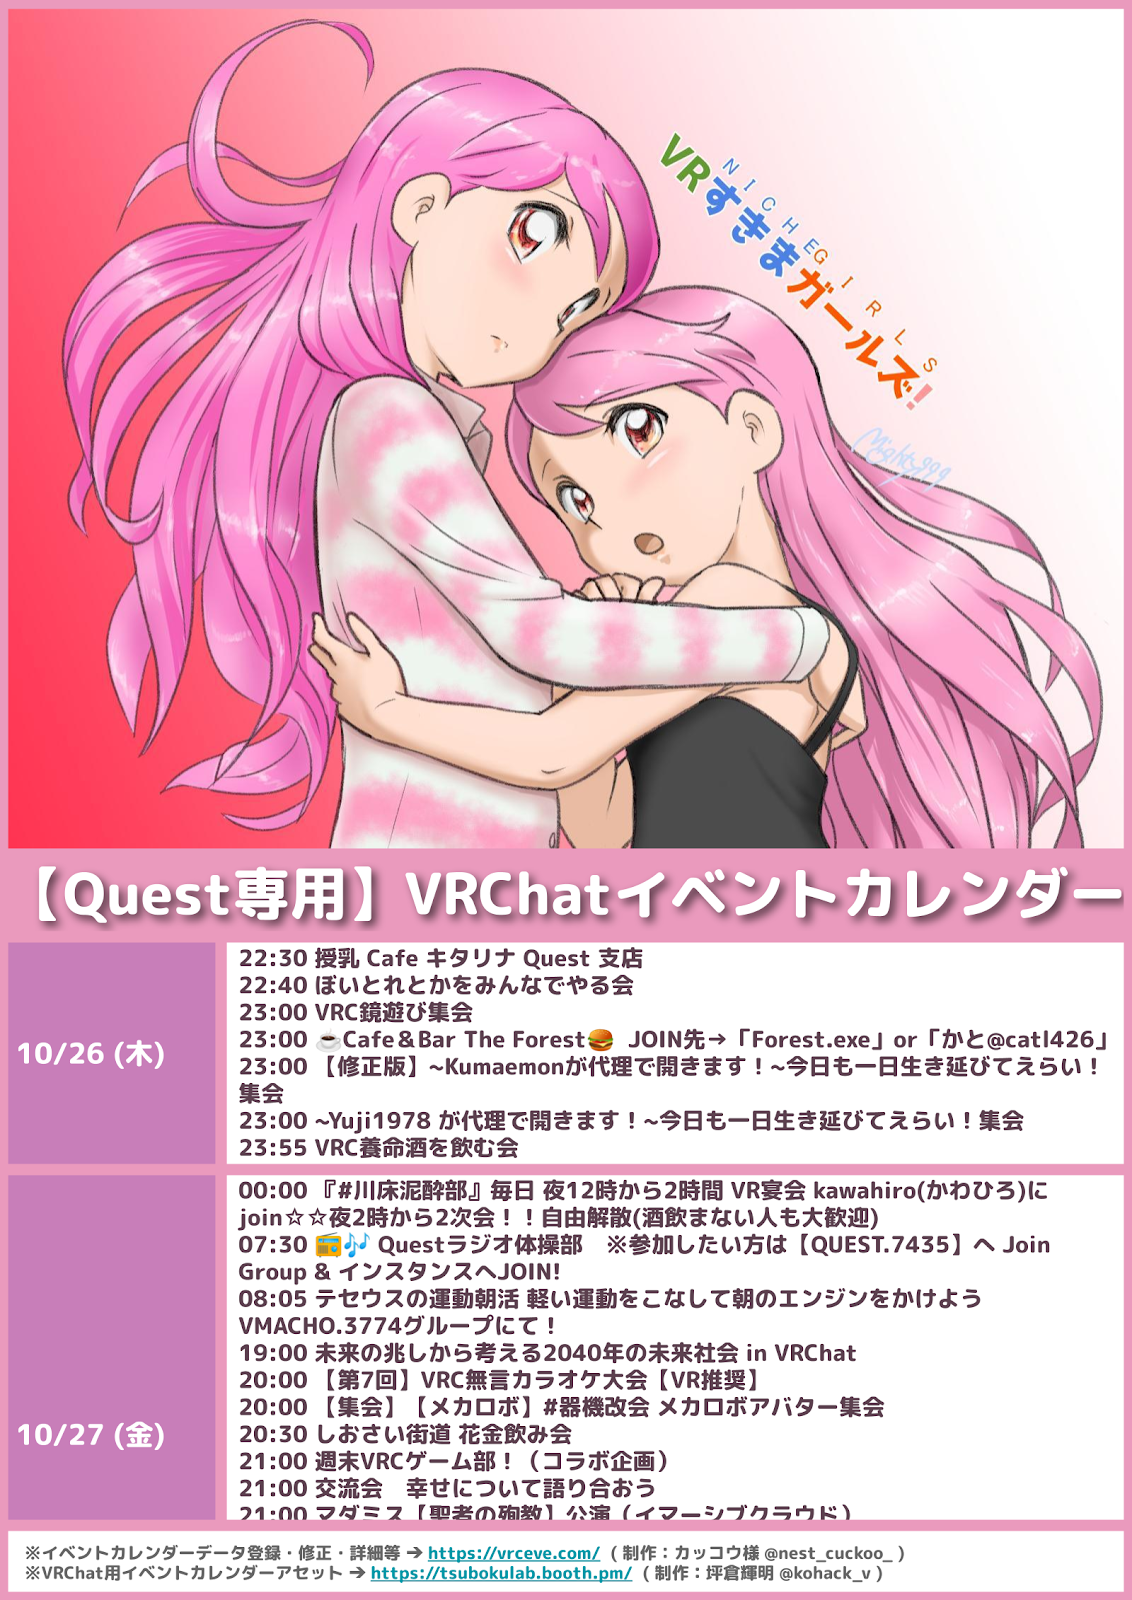 NICHE GIRLS
VRすきまガールズ!
Mighty999
【Quest専用】VRChatイベントカレンダー
10/26 (木)
22:30 授乳 Cafe キタリナ Quest 支店
22:40 ぼいとれとかをみんなでやる会
23:00 VRC鏡遊び集会
23:00 ☕Cafe＆Bar The Forest🍔 JOIN先→「Forest.exe」or「かと@catl426」
23:00 【修正版】~Kumaemonが代理で開きます！~今日も一日生き延びてえらい！
集会
23:00 ~Yuji1978 が代理で開きます！~今日も一日生き延びてえらい！集会
23:55 VRC養命酒を飲む会
10/27 (金)
00:00 『#川床泥酔部』毎日 夜12時から2時間 VR宴会 kawahiro(かわひろ)に
join☆☆夜2時から2次会！！自由解散(酒飲まない人も大歓迎)
07:30 📻🎶 Questラジオ体操部　※参加したい方は【QUEST.7435】へ Join
Group & インスタンスへJOIN!
08:05 テセウスの運動朝活 軽い運動をこなして朝のエンジンをかけよう
VMACHO.3774グループにて！
19:00 未来の兆しから考える2040年の未来社会 in VRChat
20:00 【第7回】VRC無言カラオケ大会【VR推奨】
20:00 【集会】【メカロボ】#器機改会 メカロボアバター集会
20:30 しおさい街道 花金飲み会
21:00 週末VRCゲーム部！（コラボ企画）
21:00 交流会　幸せについて語り合おう
21:00 マダミス【聖者の殉教】公演（イマーシブクラウド）
※イベントカレンダーデータ登録・修正・詳細等 ➔ https://vrceve.com/ （制作：カッコウ様 @nest_cuckoo_ ）
※VRChat用イベントカレンダーアセット ➔ https://tsubokulab.booth.pm/ （制作：坪倉輝明 @kohack_v ）